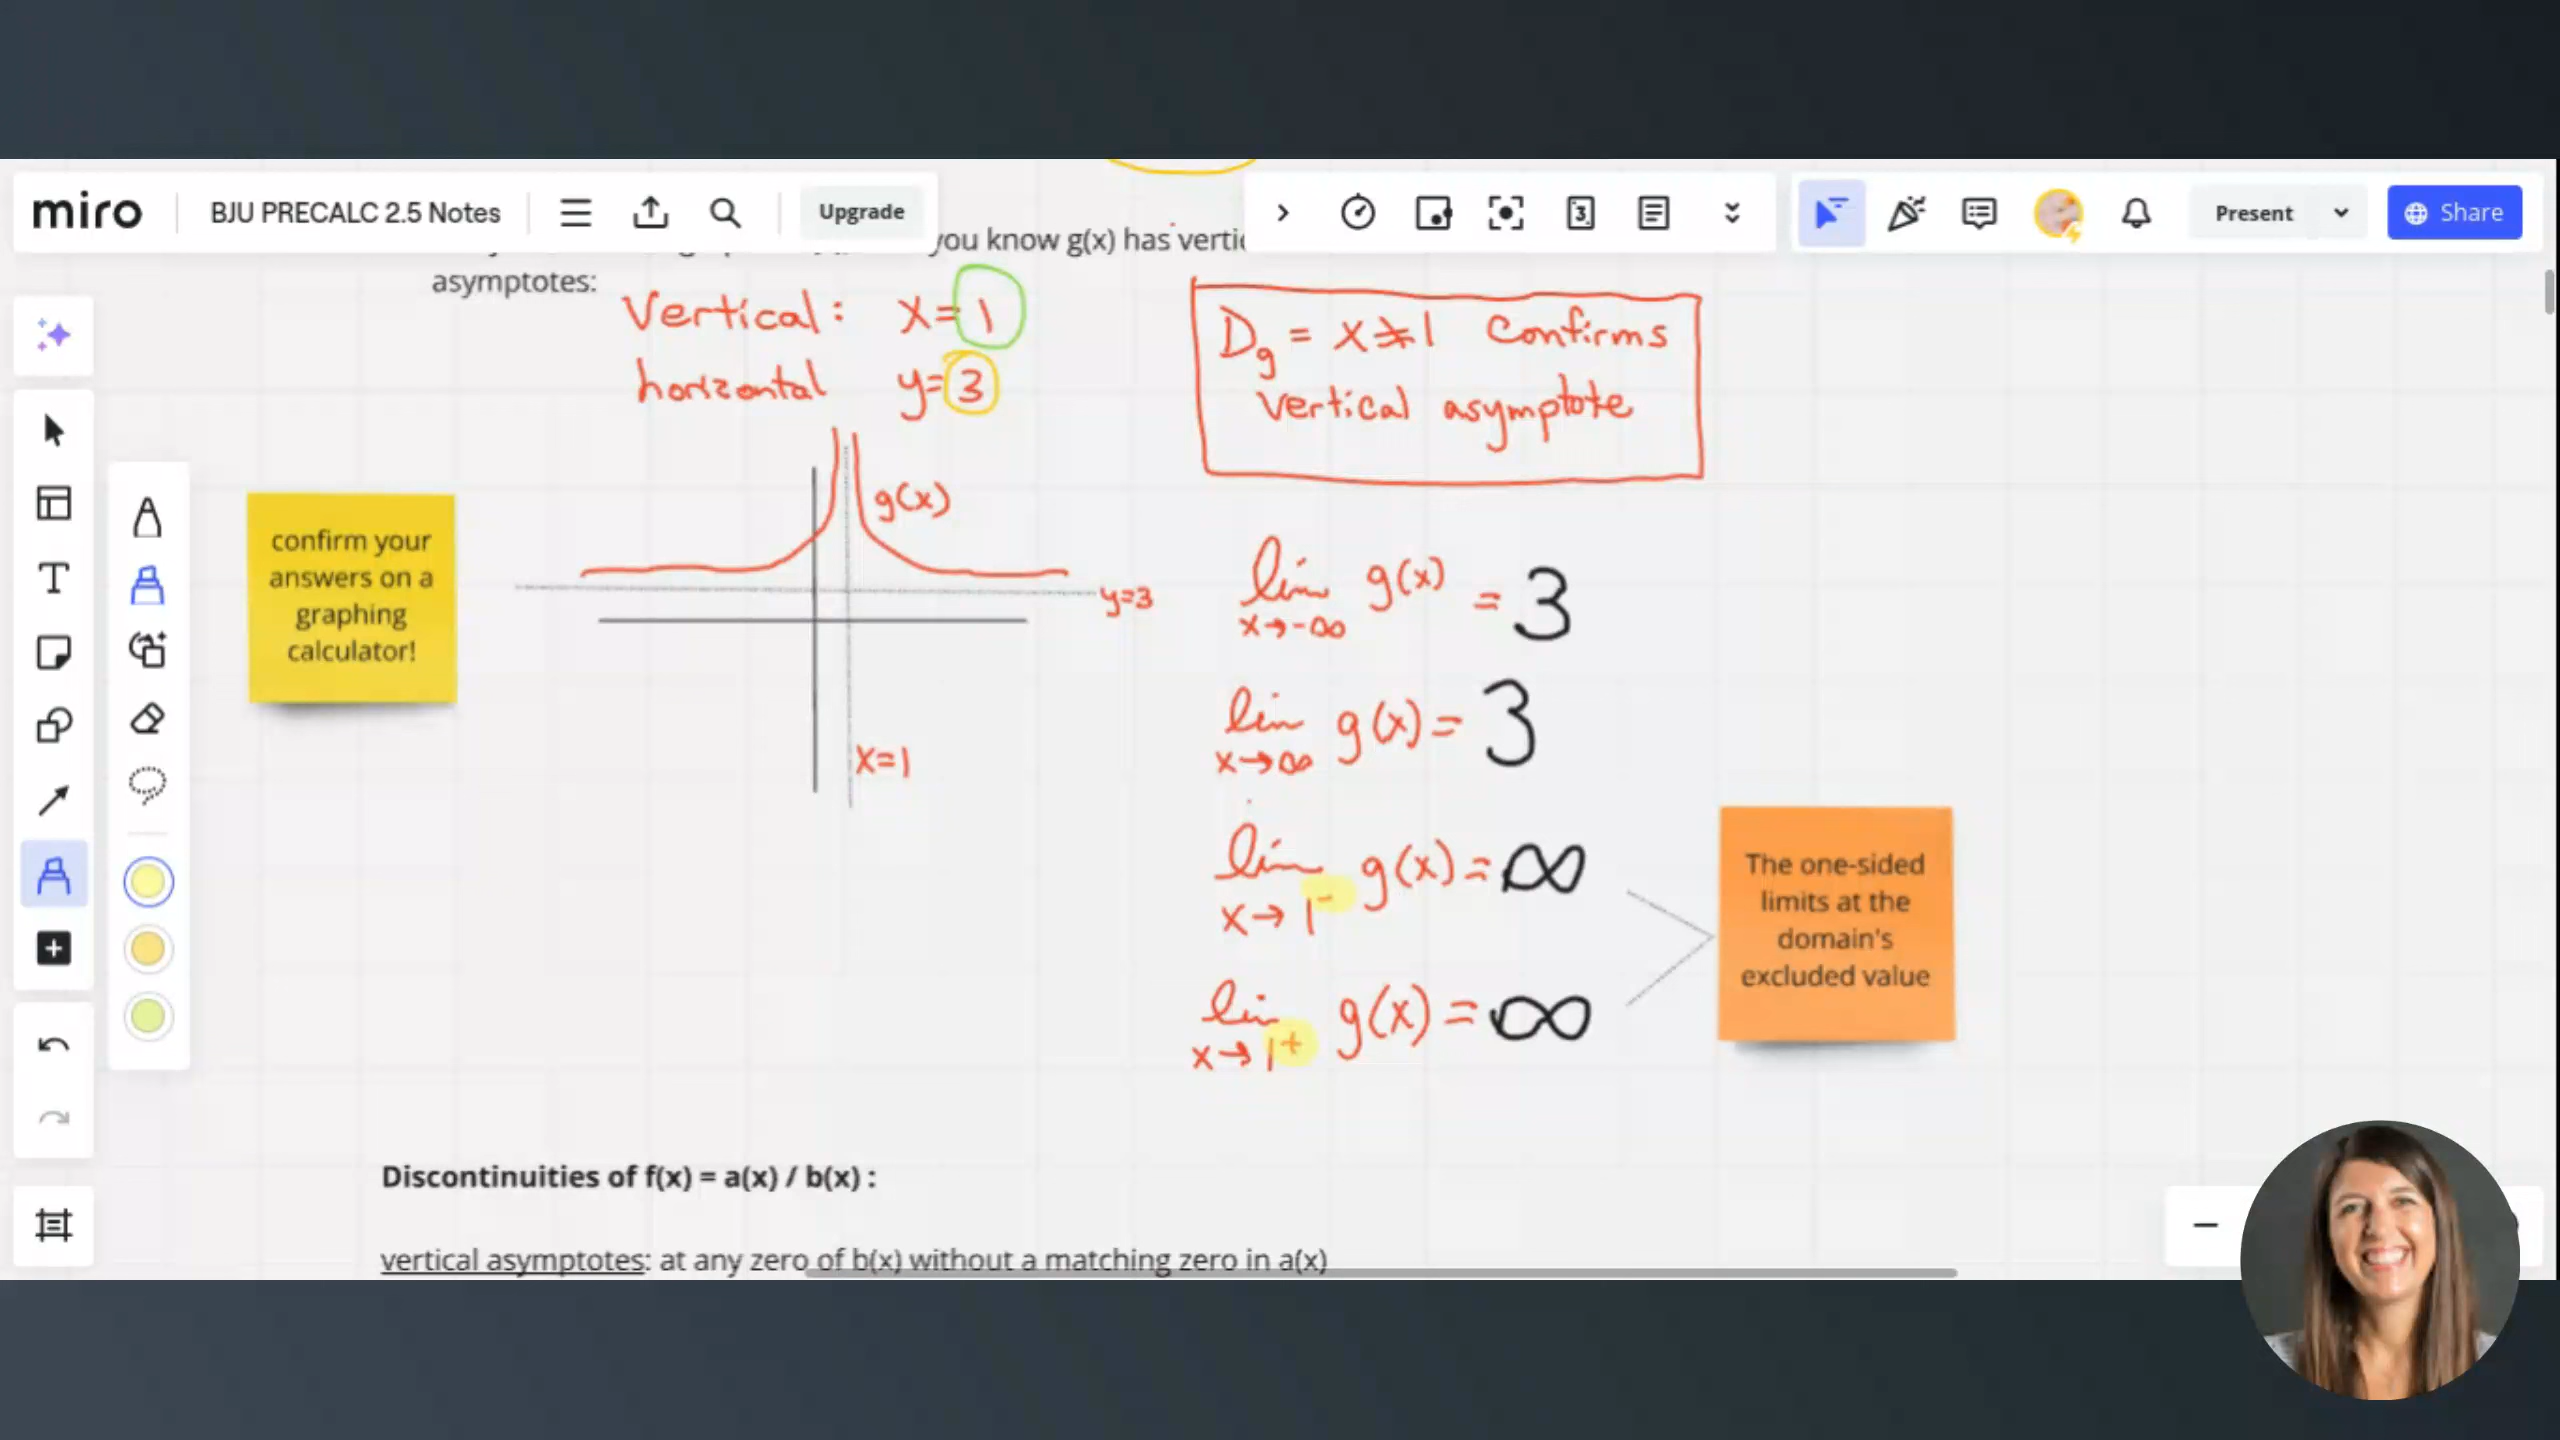 miro
BJU PRECALC 2.5 Notes
Upgrade
Present
Share
you know g(x) has
asymptotes:
Vertical: x=1
horizontal y=3
D_g = x≠1 Confirms
vertical asymptote
confirm your
answers on a
graphing
calculator!
g(x)
y=3
x=1
lim g(x) = 3
x→-∞
lim g(x) = 3
x→∞
lim g(x) = ∞
x→1⁻
lim g(x) = ∞
x→1⁺
The one-sided
limits at the
domain's
excluded value
Discontinuities of f(x) = a(x) / b(x) :
vertical asymptotes: at any zero of b(x) without a matching zero in a(x)